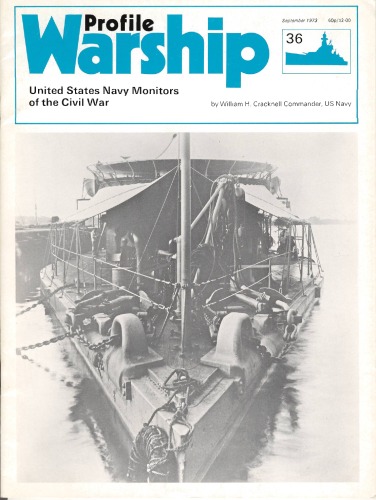 Profile
Warship
September 1973 60p/$2·00
36
United States Navy Monitors
of the Civil War
by William H. Cracknell Commander, US Navy